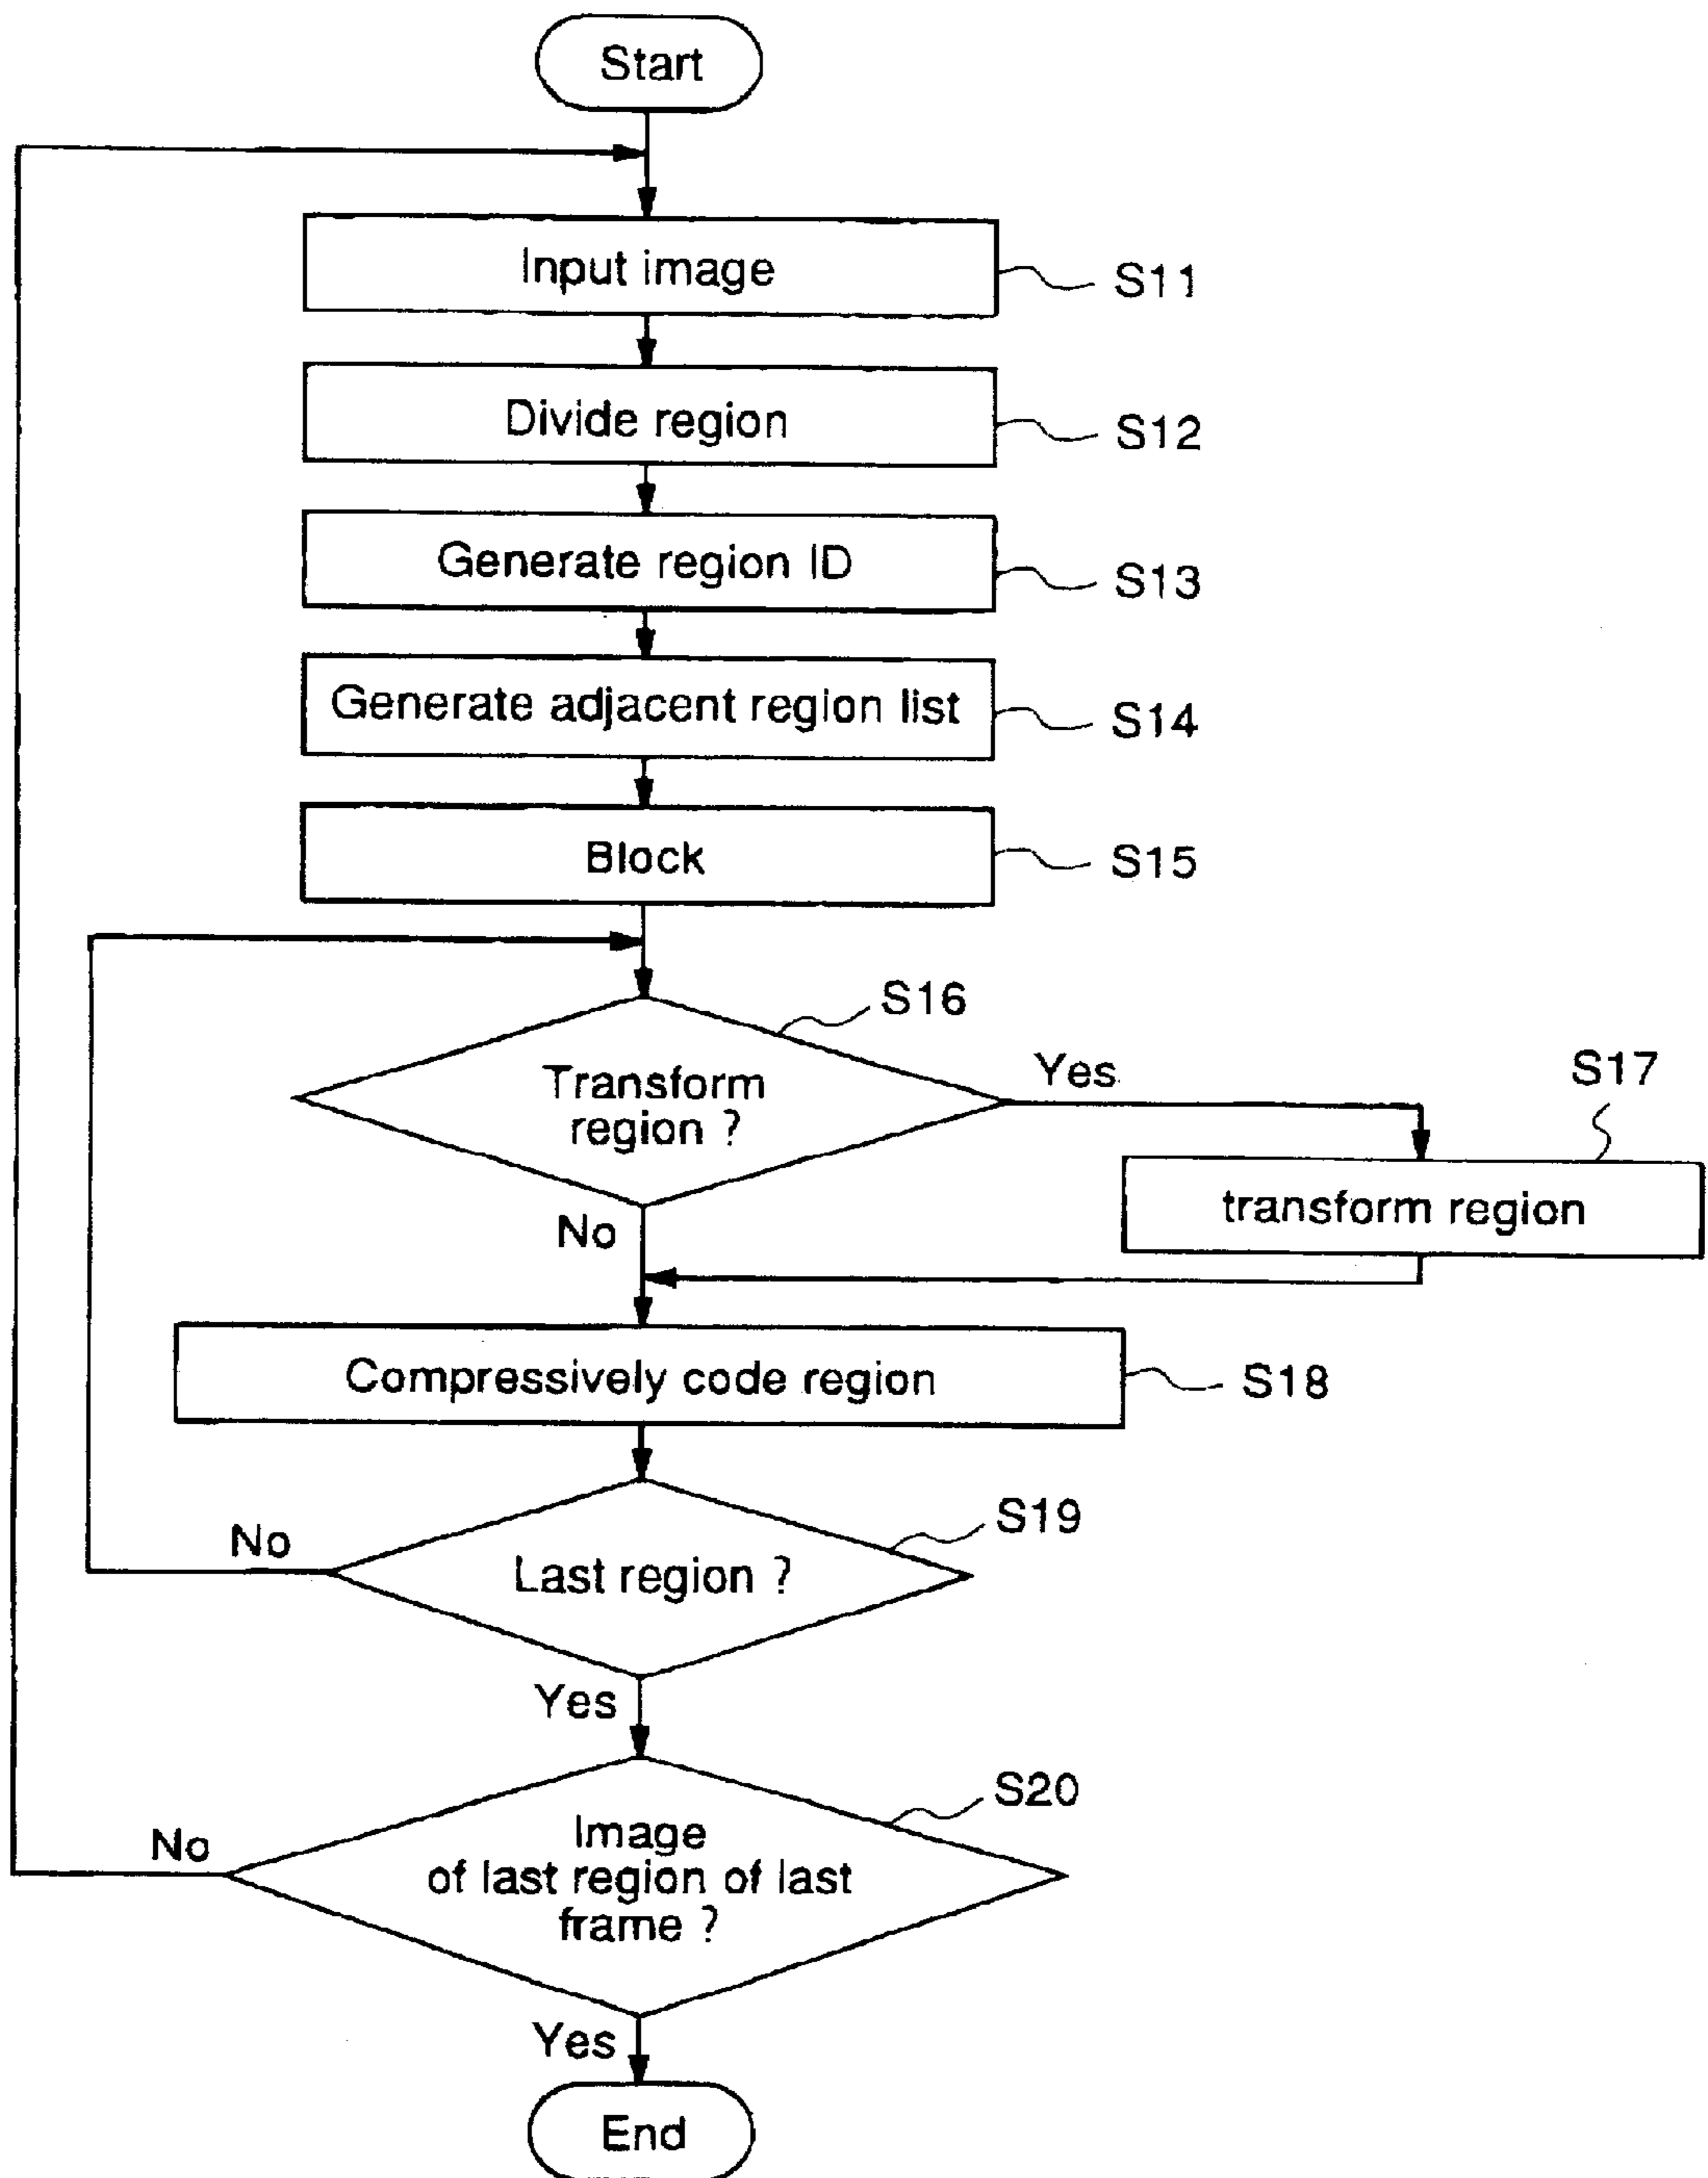 Start
Input image
S11
Divide region
S12
Generate region ID
S13
Generate adjacent region list
S14
Block
S15
S16
Transform
region ?
Yes
S17
transform region
No
Compressively code region
S18
S19
No
Last region ?
Yes
S20
No
Image
of last region of last
frame ?
Yes
End